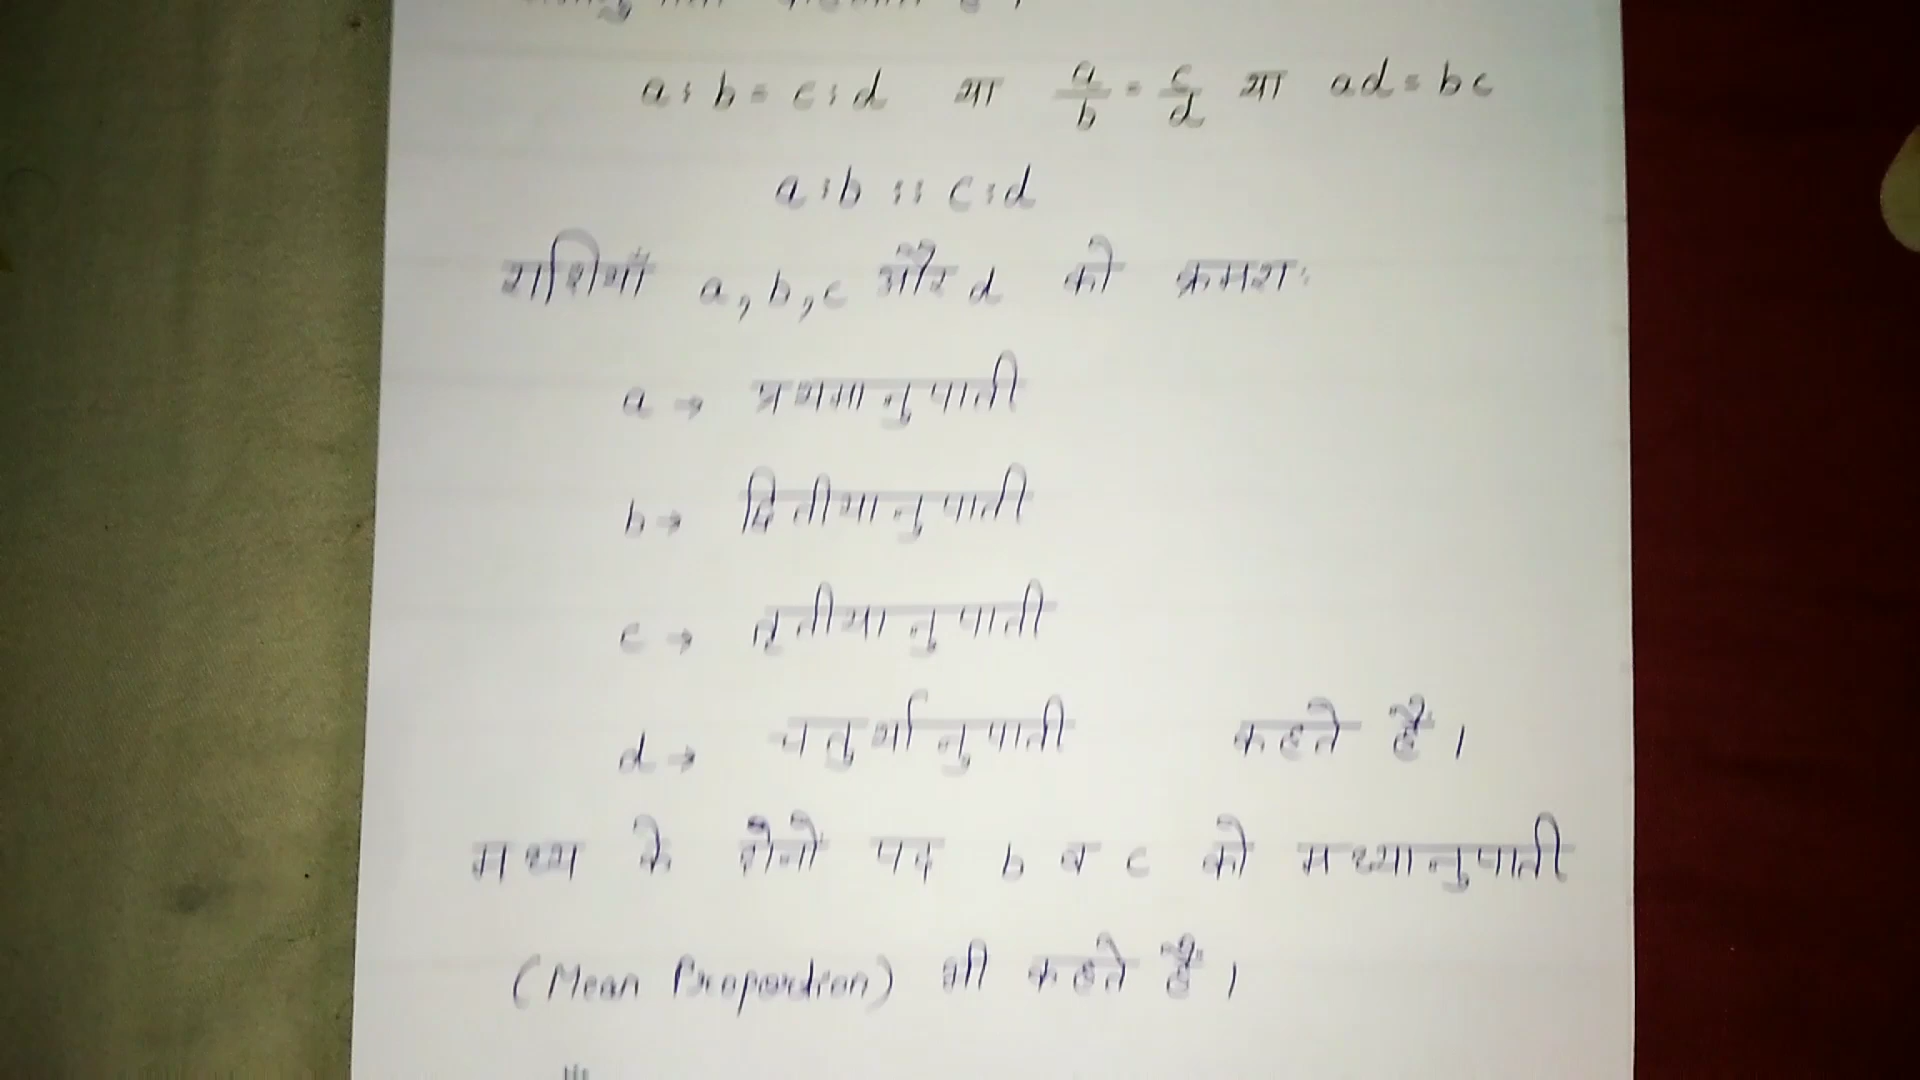 a : b = c : d या a/b = c/d या ad = bc
a : b :: c : d
राशियाँ a, b, c और d को क्रमशः
a → प्रथमानुपाती
b → द्वितीयानुपाती
c → तृतीयानुपाती
d → चतुर्थानुपाती कहते हैं।
मध्य के दोनों पद b व c को मध्यानुपाती
(Mean Proportion) भी कहते हैं।